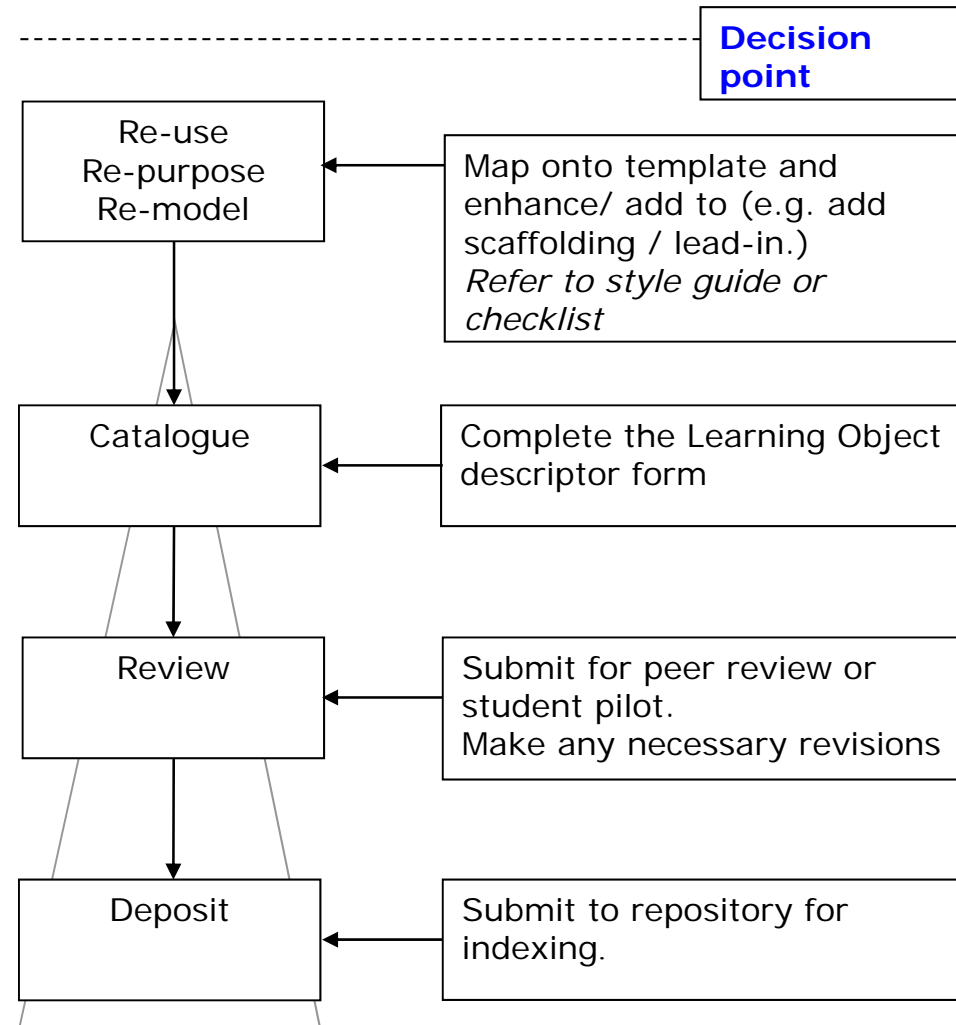 Decision
point
Re-use
Re-purpose
Re-model
Map onto template and
enhance/ add to (e.g. add
scaffolding / lead-in.)
Refer to style guide or
checklist
Catalogue
Complete the Learning Object
descriptor form
Review
Submit for peer review or
student pilot.
Make any necessary revisions
Deposit
Submit to repository for
indexing.